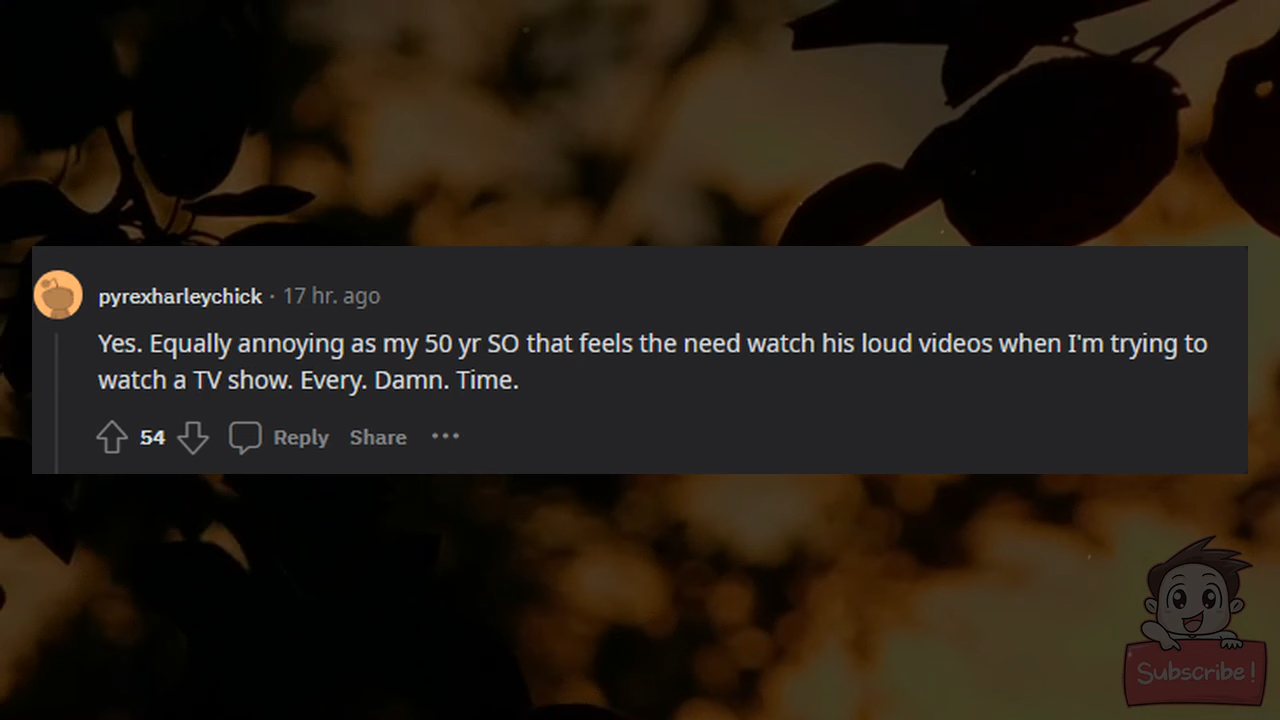 pyrexharleychick · 17 hr. ago
Yes. Equally annoying as my 50 yr SO that feels the need watch his loud videos when I'm trying to
watch a TV show. Every. Damn. Time.
54 Reply Share ···
Subscribe!